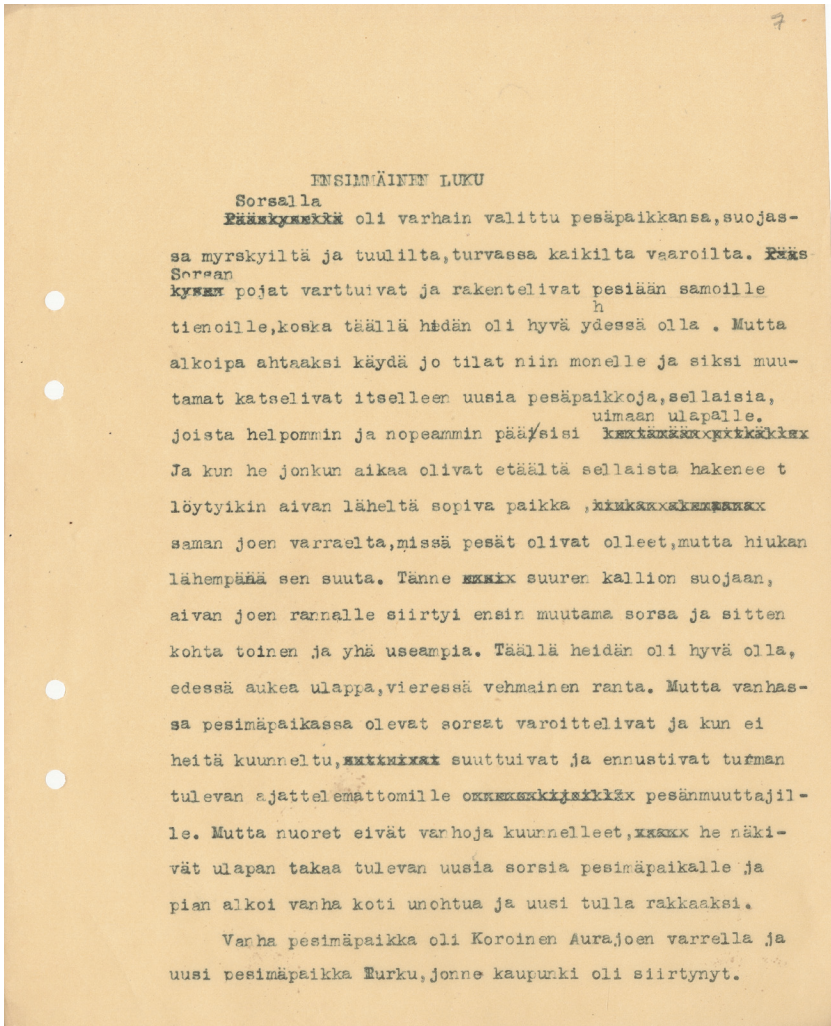 7 -
ENSIMMÄINEN LUKU
Sorsalla
oli varhain valittu pesäpaikkansa,suojas-
sa myrskyiltä ja tuulilta,turvassa kaikilta vaaroilta.
Sorsan
pojat varttuivat ja rakentelivat pesiään samoille
h
tienoille,koska täällä hidän oli hyvä ydessä olla . Mutta
alkoipa ahtaaksi käydä jo tilat niin monelle ja siksi muu-
tamat katselivat itselleen uusia pesäpaikkoja,sellaisia,
uimaan ulapalle.
joista helpommin ja nopeammin pää/sisi
Ja kun he jonkun aikaa olivat etäältä sellaista hakenee t
löytyikin aivan läheltä sopiva paikka ,
saman joen varraelta,missä pesät olivat olleet,mutta hiukan
lähempänä sen suuta. Tänne suuren kallion suojaan,
aivan joen rannalle siirtyi ensin muutama sorsa ja sitten
kohta toinen ja yhä useampia. Täällä heidän oli hyvä olla,
edessä aukea ulappa,vieressä vehmainen ranta. Mutta vanhas-
sa pesimäpaikassa olevat sorsat varoittelivat ja kun ei
heitä kuunneltu, suuttuivat ja ennustivat turman
tulevan ajattelemattomille pesänmuuttajil-
le. Mutta nuoret eivät vanhoja kuunnelleet, he näki-
vät ulapan takaa tulevan uusia sorsia pesimäpaikalle ja
pian alkoi vanha koti unohtua ja uusi tulla rakkaaksi.
Vanha pesimäpaikka oli Koroinen Aurajoen varrella ja
uusi pesimäpaikka Turku,jonne kaupunki oli siirtynyt.